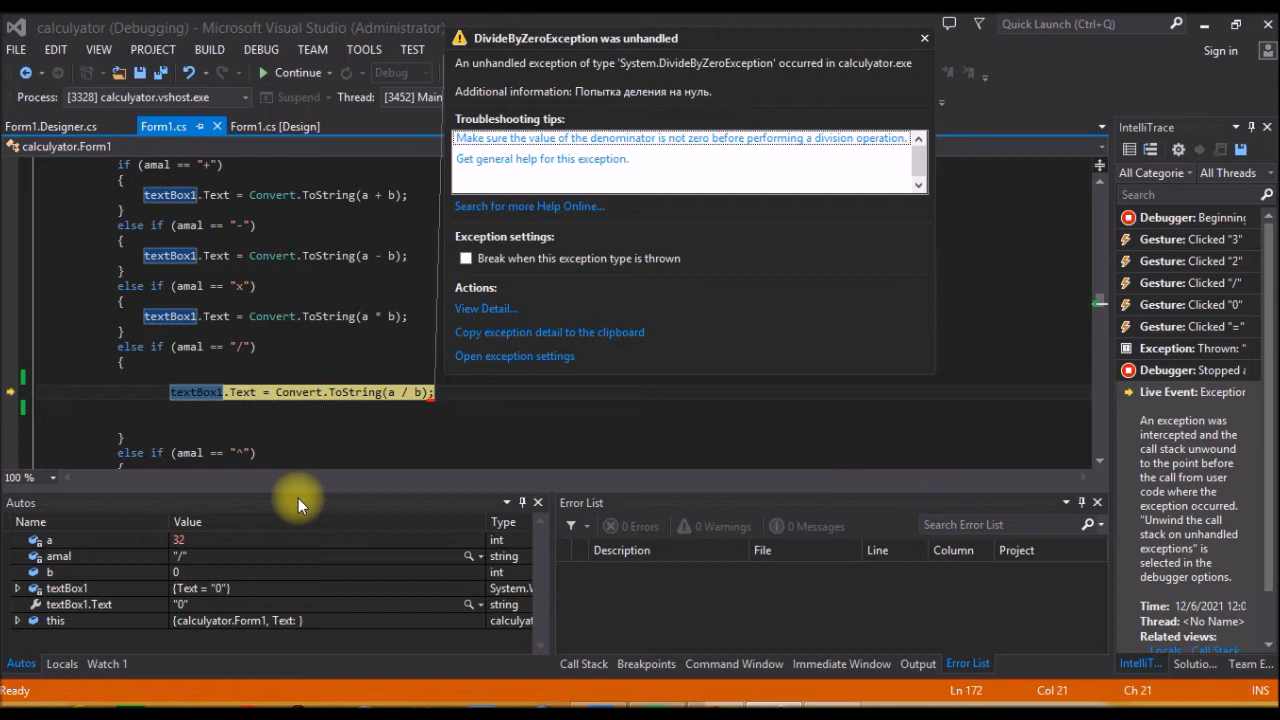 calculyator (Debugging) - Microsoft Visual Studio (Administrator)
Quick Launch (Ctrl+Q)
FILE EDIT VIEW PROJECT BUILD DEBUG TEAM TOOLS TEST
Sign in
Continue Debug
Process: [3328] calculyator.vshost.exe Suspend Thread: [3452] Main
Form1.Designer.cs Form1.cs Form1.cs [Design]
calculyator.Form1
if (amal == "+")
{
textBox1.Text = Convert.ToString(a + b);
}
else if (amal == "-")
{
textBox1.Text = Convert.ToString(a - b);
}
else if (amal == "x")
{
textBox1.Text = Convert.ToString(a * b);
}
else if (amal == "/")
{
textBox1.Text = Convert.ToString(a / b);
}
else if (amal == "^")
{
100 %
DivideByZeroException was unhandled
An unhandled exception of type 'System.DivideByZeroException' occurred in calculyator.exe
Additional information: Попытка деления на нуль.
Troubleshooting tips:
Make sure the value of the denominator is not zero before performing a division operation.
Get general help for this exception.
Search for more Help Online...
Exception settings:
Break when this exception type is thrown
Actions:
View Detail...
Copy exception detail to the clipboard
Open exception settings
IntelliTrace
All Categorie All Threads
Search
Debugger: Beginning
Gesture: Clicked "3"
Gesture: Clicked "2"
Gesture: Clicked "/"
Gesture: Clicked "0"
Gesture: Clicked "="
Exception: Thrown: "
Debugger: Stopped a
Live Event: Exception
An exception was
intercepted and the
call stack unwound
to the point before
the call from user
code where the
exception occurred.
"Unwind the call
stack on unhandled
exceptions" is
selected in the
debugger options.
Time: 12/6/2021 12:0
Thread: <No Name>
Related views:
Locals Call Stack
IntelliT... Solutio... Team E...
Autos
Name Value Type
a 32 int
amal "/" string
b 0 int
textBox1 {Text = "0"} System.W
textBox1.Text "0" string
this {calculyator.Form1, Text: } calculyat
Autos Locals Watch 1
Error List
0 Errors 0 Warnings 0 Messages Search Error List
Description File Line Column Project
Call Stack Breakpoints Command Window Immediate Window Output Error List
Ready Ln 172 Col 21 Ch 21 INS